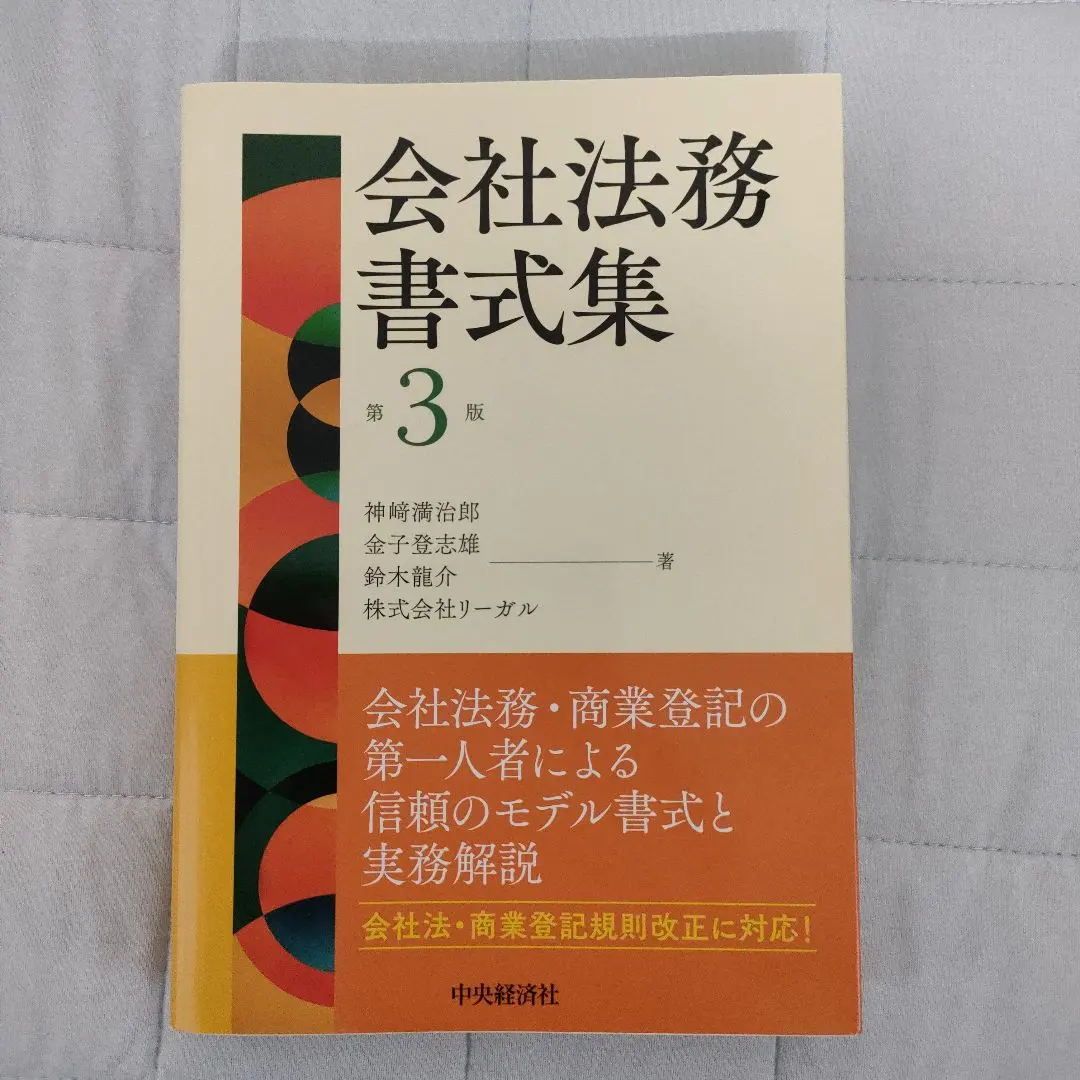 会社法務
書式集
第3版
神﨑満治郎
金子登志雄
鈴木龍介
株式会社リーガル
著
会社法務・商業登記の
第一人者による
信頼のモデル書式と
実務解説
会社法・商業登記規則改正に対応!
中央経済社